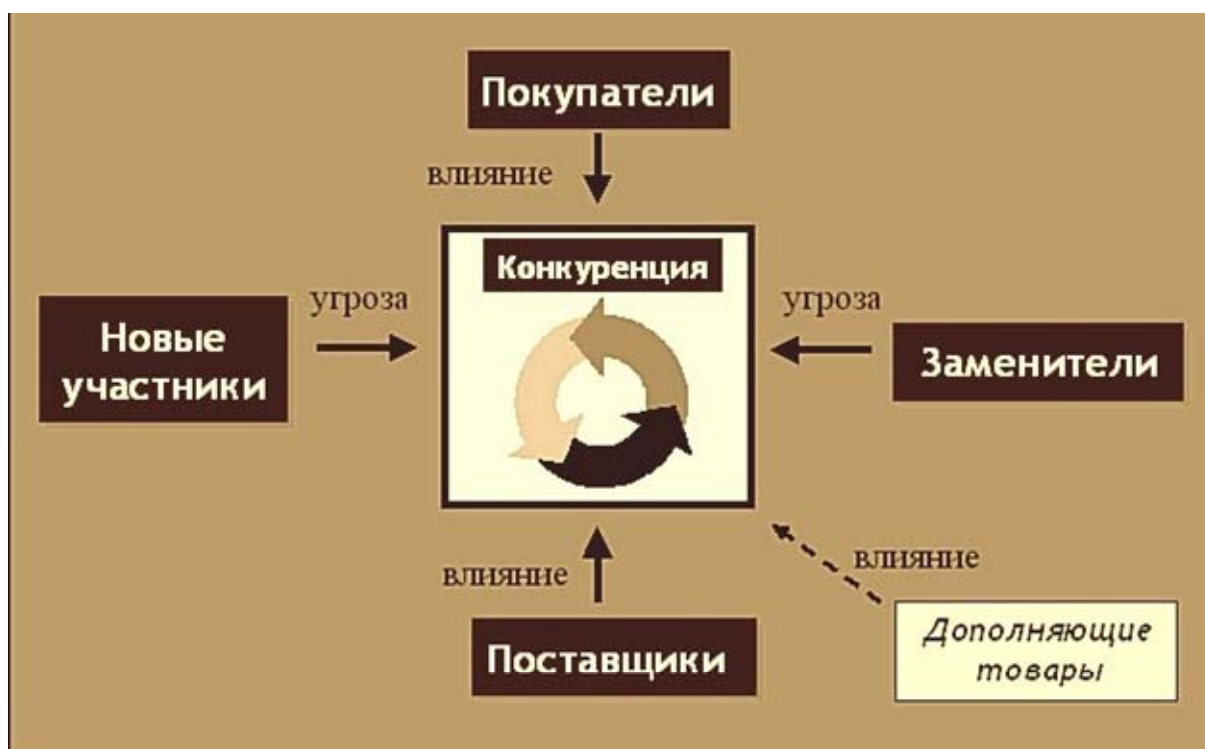 Покупатели
влияние
Конкуренция
угроза
угроза
Новые
участники
Заменители
влияние
влияние
Поставщики
Дополняющие
товары